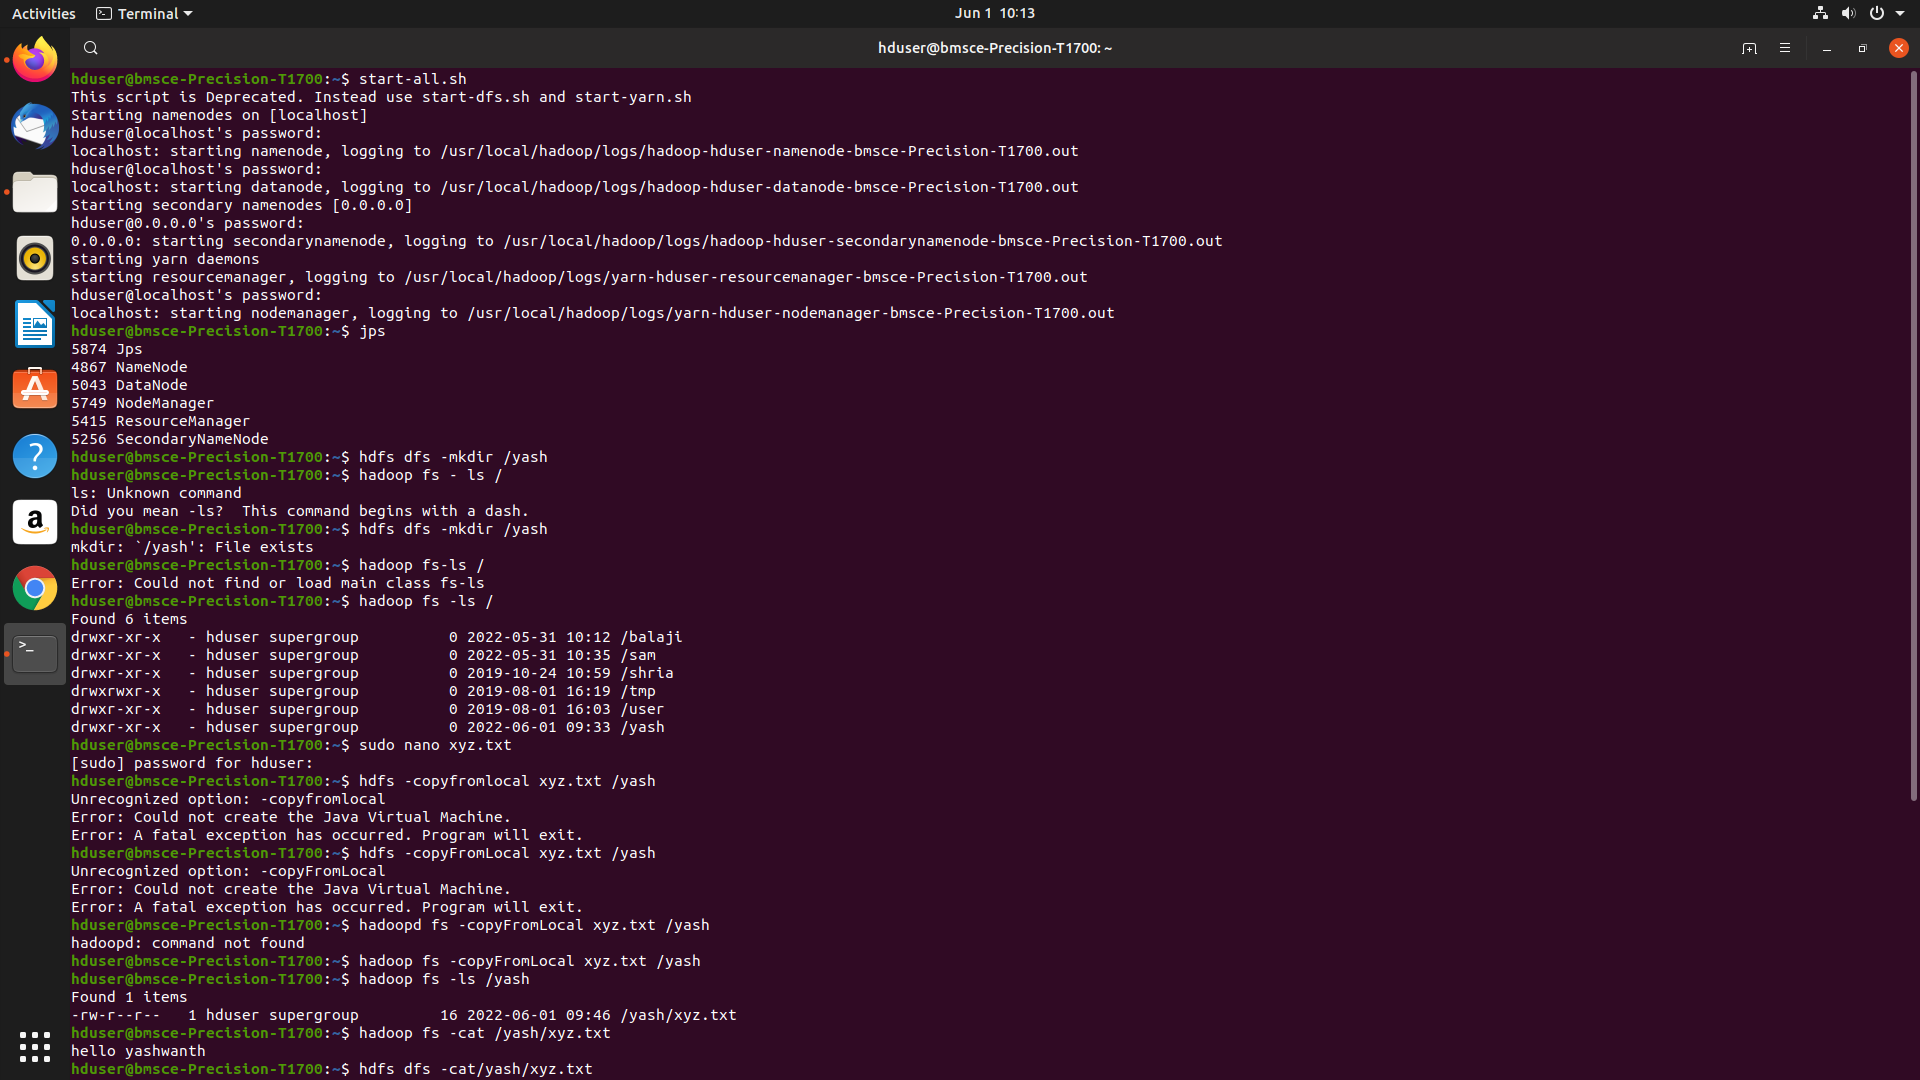 Activities
Terminal
Jun 1 10:13
hduser@bmsce-Precision-T1700: ~
hduser@bmsce-Precision-T1700:~$ start-all.sh
This script is Deprecated. Instead use start-dfs.sh and start-yarn.sh
Starting namenodes on [localhost]
hduser@localhost's password:
localhost: starting namenode, logging to /usr/local/hadoop/logs/hadoop-hduser-namenode-bmsce-Precision-T1700.out
hduser@localhost's password:
localhost: starting datanode, logging to /usr/local/hadoop/logs/hadoop-hduser-datanode-bmsce-Precision-T1700.out
Starting secondary namenodes [0.0.0.0]
hduser@0.0.0.0's password:
0.0.0.0: starting secondarynamenode, logging to /usr/local/hadoop/logs/hadoop-hduser-secondarynamenode-bmsce-Precision-T1700.out
starting yarn daemons
starting resourcemanager, logging to /usr/local/hadoop/logs/yarn-hduser-resourcemanager-bmsce-Precision-T1700.out
hduser@localhost's password:
localhost: starting nodemanager, logging to /usr/local/hadoop/logs/yarn-hduser-nodemanager-bmsce-Precision-T1700.out
hduser@bmsce-Precision-T1700:~$ jps
5874 Jps
4867 NameNode
5043 DataNode
5749 NodeManager
5415 ResourceManager
5256 SecondaryNameNode
hduser@bmsce-Precision-T1700:~$ hdfs dfs -mkdir /yash
hduser@bmsce-Precision-T1700:~$ hadoop fs - ls /
ls: Unknown command
Did you mean -ls?  This command begins with a dash.
hduser@bmsce-Precision-T1700:~$ hdfs dfs -mkdir /yash
mkdir: `/yash': File exists
hduser@bmsce-Precision-T1700:~$ hadoop fs-ls /
Error: Could not find or load main class fs-ls
hduser@bmsce-Precision-T1700:~$ hadoop fs -ls /
Found 6 items
drwxr-xr-x   - hduser supergroup          0 2022-05-31 10:12 /balaji
drwxr-xr-x   - hduser supergroup          0 2022-05-31 10:35 /sam
drwxr-xr-x   - hduser supergroup          0 2019-10-24 10:59 /shria
drwxrwxr-x   - hduser supergroup          0 2019-08-01 16:19 /tmp
drwxr-xr-x   - hduser supergroup          0 2019-08-01 16:03 /user
drwxr-xr-x   - hduser supergroup          0 2022-06-01 09:33 /yash
hduser@bmsce-Precision-T1700:~$ sudo nano xyz.txt
[sudo] password for hduser:
hduser@bmsce-Precision-T1700:~$ hdfs -copyfromlocal xyz.txt /yash
Unrecognized option: -copyfromlocal
Error: Could not create the Java Virtual Machine.
Error: A fatal exception has occurred. Program will exit.
hduser@bmsce-Precision-T1700:~$ hdfs -copyFromLocal xyz.txt /yash
Unrecognized option: -copyFromLocal
Error: Could not create the Java Virtual Machine.
Error: A fatal exception has occurred. Program will exit.
hduser@bmsce-Precision-T1700:~$ hadoopd fs -copyFromLocal xyz.txt /yash
hadoopd: command not found
hduser@bmsce-Precision-T1700:~$ hadoop fs -copyFromLocal xyz.txt /yash
hduser@bmsce-Precision-T1700:~$ hadoop fs -ls /yash
Found 1 items
-rw-r--r--   1 hduser supergroup         16 2022-06-01 09:46 /yash/xyz.txt
hduser@bmsce-Precision-T1700:~$ hadoop fs -cat /yash/xyz.txt
hello yashwanth
hduser@bmsce-Precision-T1700:~$ hdfs dfs -cat/yash/xyz.txt